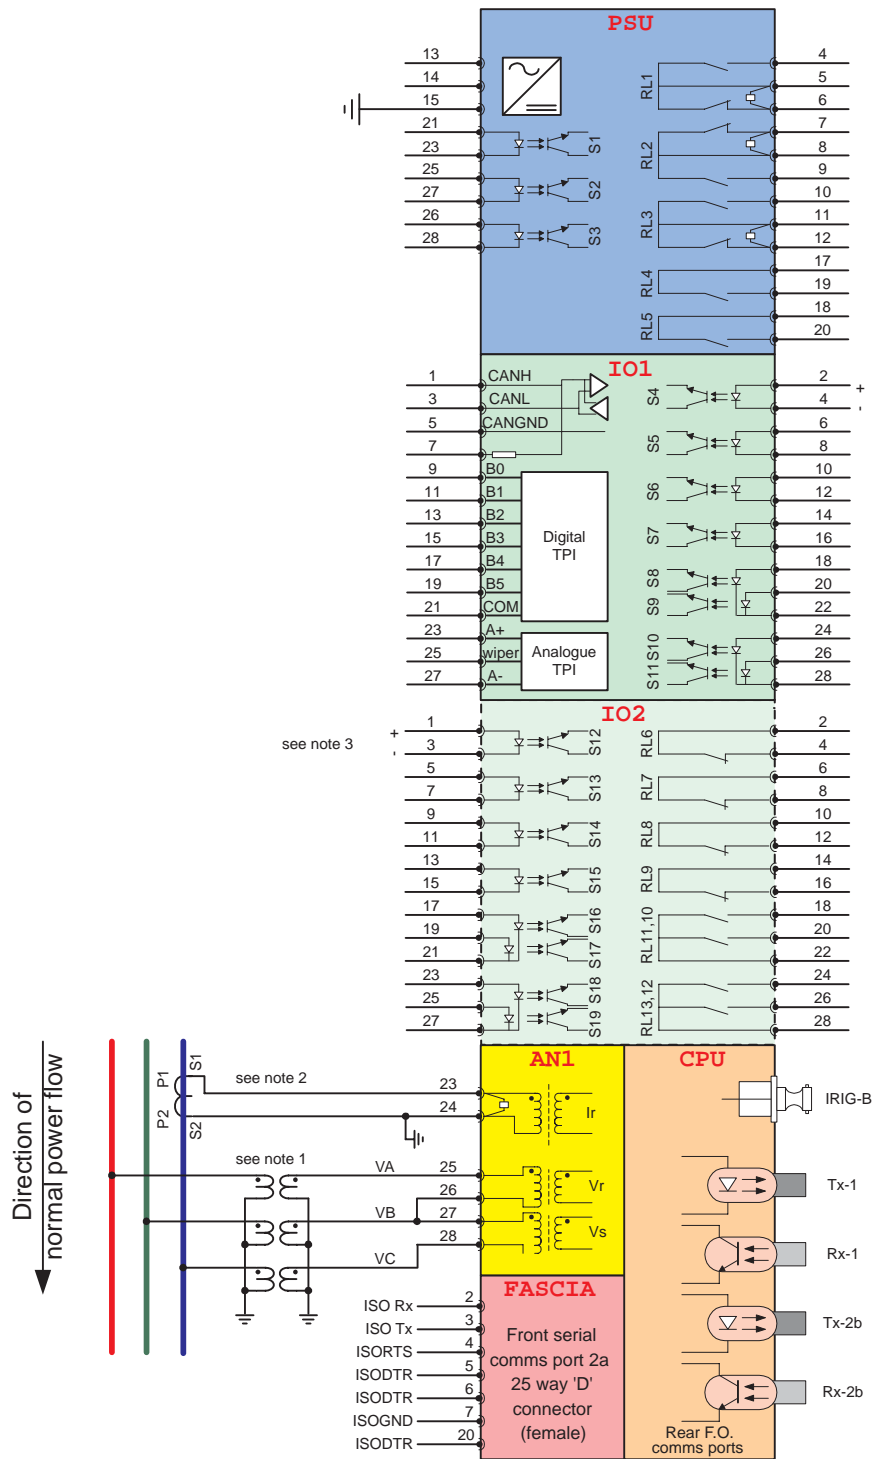 PSU
13
14
15
21
23
25
27
26
28
S1
S2
S3
RL1
RL2
RL3
RL4
RL5
4
5
6
7
8
9
10
11
12
17
19
18
20
IO1
1 CANH
3 CANL
5 CANGND
7
9 B0
11 B1
13 B2
15 B3
17 B4
19 B5
21 COM
23 A+
25 wiper
27 A-
Digital
TPI
Analogue
TPI
S4
S5
S6
S7
S8
S9
S10
S11
2 +
4 -
6
8
10
12
14
16
18
20
22
24
26
28
IO2
see note 3
+ 1
- 3
5
7
9
11
13
15
17
19
21
23
25
27
S12
S13
S14
S15
S16
S17
S18
S19
RL6
RL7
RL8
RL9
RL11,10
RL13,12
2
4
6
8
10
12
14
16
18
20
22
24
26
28
Direction of
normal power flow
P1
P2
S1
S2
see note 2
see note 1
23
24
VA 25
26
VB 27
28
VC
AN1
Ir
Vr
Vs
CPU
IRIG-B
Tx-1
Rx-1
Tx-2b
Rx-2b
Rear F.O.
comms ports
FASCIA
ISO Rx 2
ISO Tx 3
ISORTS 4
ISODTR 5
ISODTR 6
ISOGND 7
ISODTR 20
Front serial
comms port 2a
25 way 'D'
connector
(female)